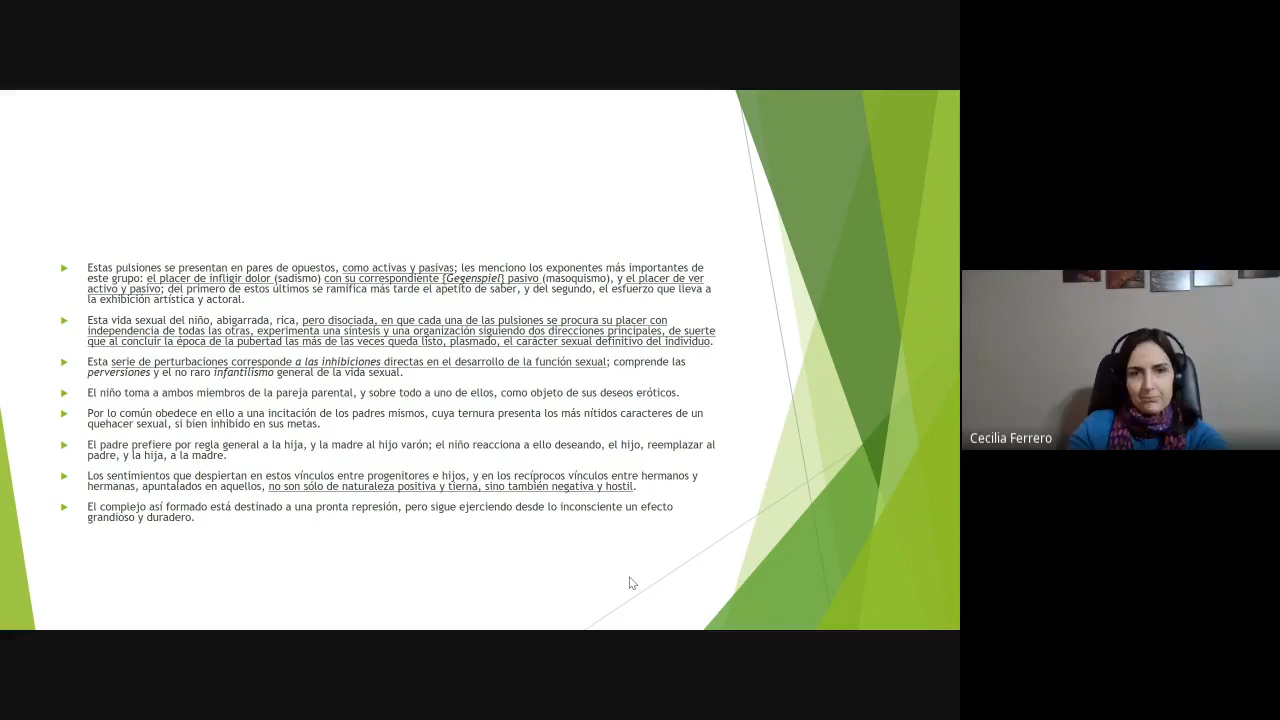 Estas pulsiones se presentan en pares de opuestos, como activas y pasivas; les menciono los exponentes más importantes de
este grupo: el placer de infligir dolor (sadismo) con su correspondiente {Gegenspiel} pasivo (masoquismo), y el placer de ver
activo y pasivo; del primero de estos últimos se ramifica más tarde el apetito de saber, y del segundo, el esfuerzo que lleva a
la exhibición artística y actoral.
Esta vida sexual del niño, abigarrada, rica, pero disociada, en que cada una de las pulsiones se procura su placer con
independencia de todas las otras, experimenta una síntesis y una organización siguiendo dos direcciones principales, de suerte
que al concluir la época de la pubertad las más de las veces queda listo, plasmado, el carácter sexual definitivo del individuo.
Esta serie de perturbaciones corresponde a las inhibiciones directas en el desarrollo de la función sexual; comprende las
perversiones y el no raro infantilismo general de la vida sexual.
El niño toma a ambos miembros de la pareja parental, y sobre todo a uno de ellos, como objeto de sus deseos eróticos.
Por lo común obedece en ello a una incitación de los padres mismos, cuya ternura presenta los más nítidos caracteres de un
quehacer sexual, si bien inhibido en sus metas.
El padre prefiere por regla general a la hija, y la madre al hijo varón; el niño reacciona a ello deseando, el hijo, reemplazar al
padre, y la hija, a la madre.
Los sentimientos que despiertan en estos vínculos entre progenitores e hijos, y en los recíprocos vínculos entre hermanos y
hermanas, apuntalados en aquellos, no son sólo de naturaleza positiva y tierna, sino también negativa y hostil.
El complejo así formado está destinado a una pronta represión, pero sigue ejerciendo desde lo inconsciente un efecto
grandioso y duradero.
Cecilia Ferrero